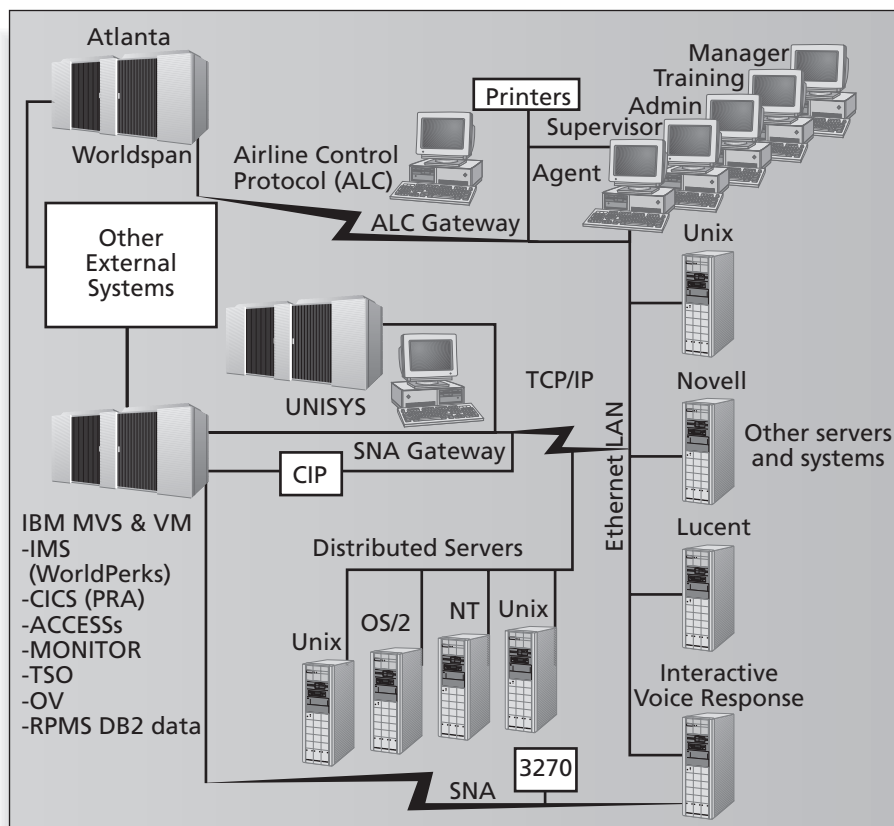 Atlanta
Worldspan
Other
External
Systems
Airline Control
Protocol (ALC)
ALC Gateway
Printers
Manager
Training
Admin
Supervisor
Agent
Unix
UNISYS
TCP/IP
SNA Gateway
CIP
Ethernet LAN
Novell
Other servers
and systems
Lucent
Interactive
Voice Response
IBM MVS & VM
-IMS
(WorldPerks)
-CICS (PRA)
-ACCESSs
-MONITOR
-TSO
-OV
-RPMS DB2 data
Distributed Servers
Unix
OS/2
NT
Unix
3270
SNA